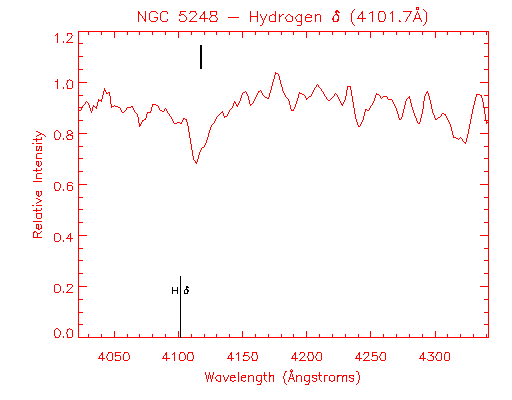 NGC 5248 – Hydrogen δ (4101.7Å)
1.2
1.0
0.8
0.6
0.4
0.2
0.0
Relative Intensity
H δ
4050 4100 4150 4200 4250 4300
Wavelength (Ångstroms)